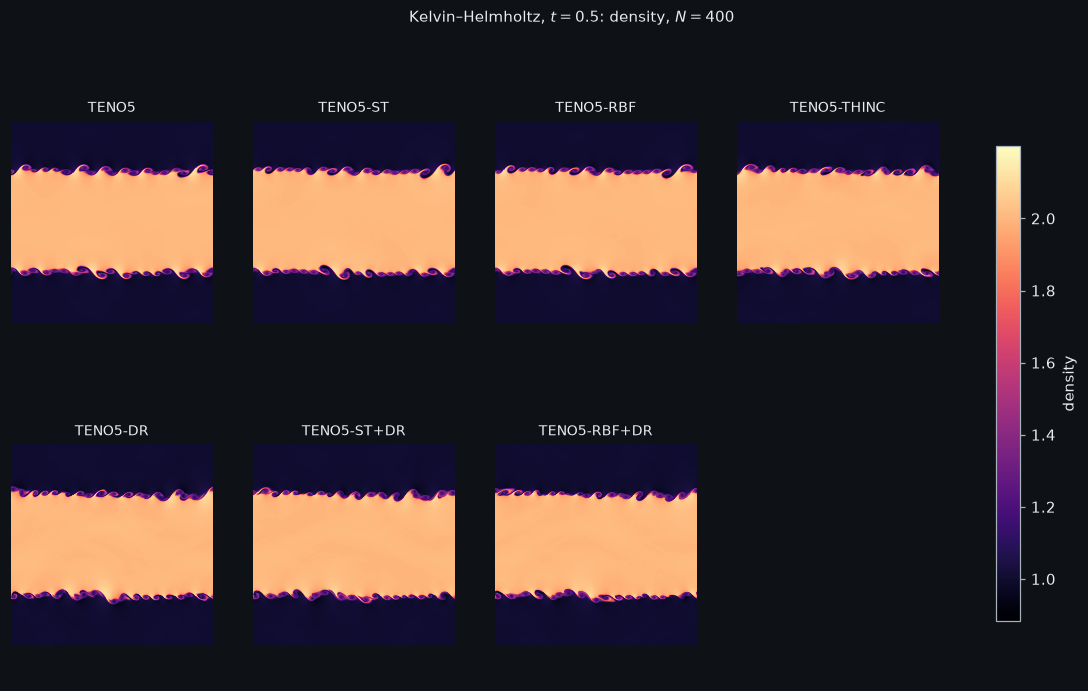 Kelvin–Helmholtz, t = 0.5: density, N = 400
TENO5
TENO5-ST
TENO5-RBF
TENO5-THINC
TENO5-DR
TENO5-ST+DR
TENO5-RBF+DR
2.0
1.8
1.6
1.4
1.2
1.0
density